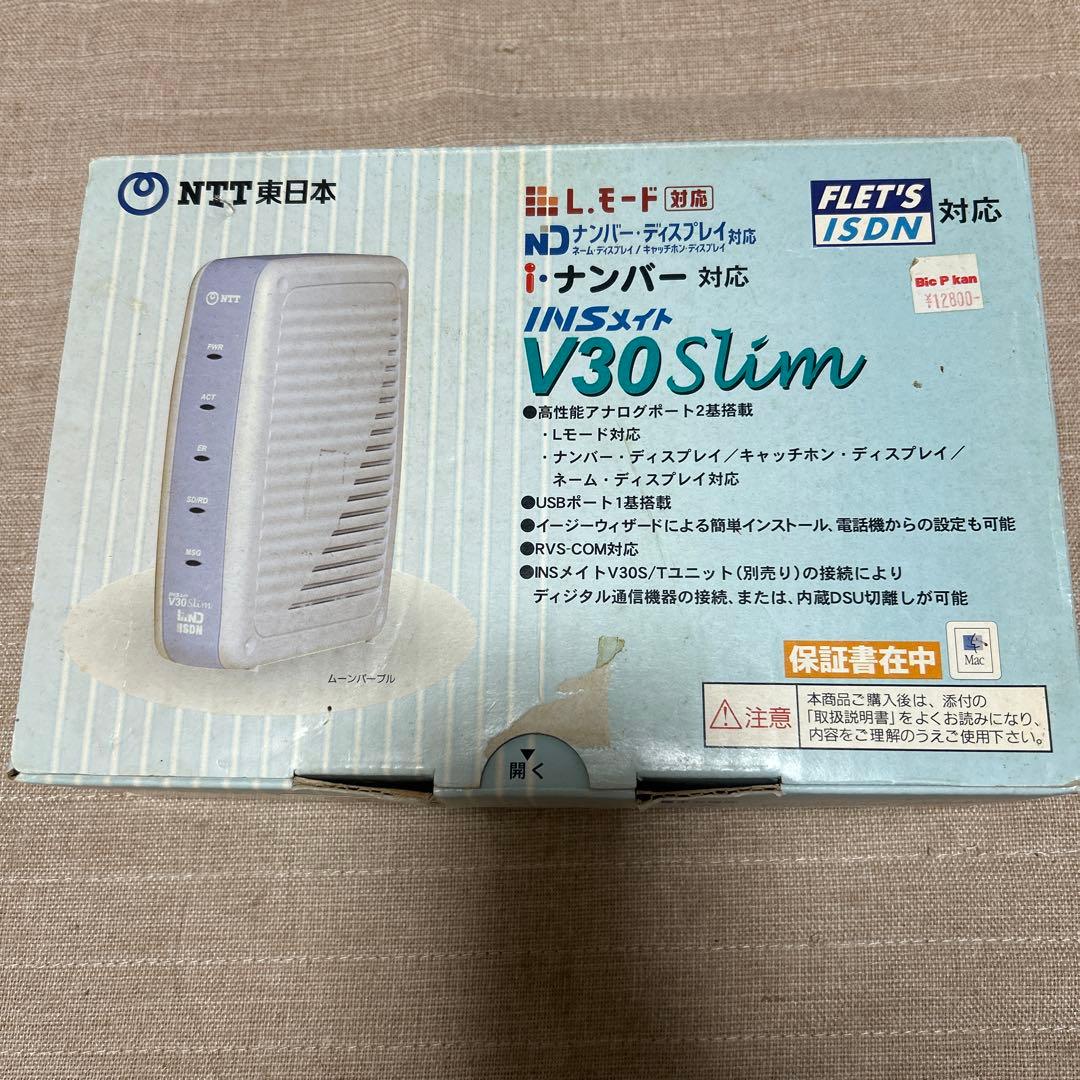 NTT東日本
L.モード 対応
ND ナンバー・ディスプレイ対応
ネーム・ディスプレイ/キャッチホン・ディスプレイ
i・ナンバー 対応
FLET'S
ISDN 対応
Bic P kan
¥12800-
INSメイト
V30 Slim
●高性能アナログポート2基搭載
・Lモード対応
・ナンバー・ディスプレイ/キャッチホン・ディスプレイ/
ネーム・ディスプレイ対応
●USBポート1基搭載
●イージーウィザードによる簡単インストール、電話機からの設定も可能
●RVS-COM対応
●INSメイトV30S/Tユニット(別売り)の接続により
ディジタル通信機器の接続、または、内蔵DSU切離しが可能
保証書在中
Mac
注意
本商品ご購入後は、添付の
「取扱説明書」をよくお読みになり、
内容をご理解のうえご使用下さい。
NTT
PWR
ACT
ER
SD/RD
MSG
INSメイト
V30 Slim
ND
ISDN
ムーンパープル
開く